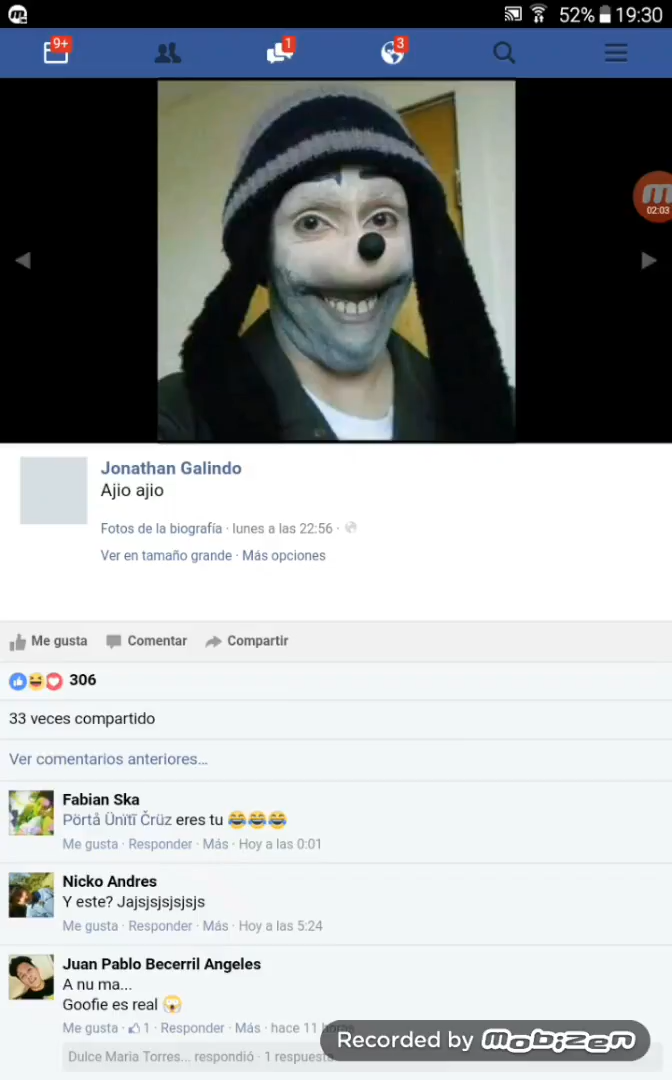 52% 19:30
9+ 1 3
02:03
Jonathan Galindo
Ajio ajio
Fotos de la biografía · lunes a las 22:56 ·
Ver en tamaño grande · Más opciones
Me gusta Comentar Compartir
306
33 veces compartido
Ver comentarios anteriores...
Fabian Ska
Pörtå Ünïtï Črüz eres tu 😂😂😂
Me gusta · Responder · Más · Hoy a las 0:01
Nicko Andres
Y este? Jajsjsjsjsjsjs
Me gusta · Responder · Más · Hoy a las 5:24
Juan Pablo Becerril Angeles
A nu ma...
Goofie es real 😱
Me gusta · 1 · Responder · Más · hace 11
Recorded by mobizen
Dulce Maria Torres... respondió · 1 respuesta